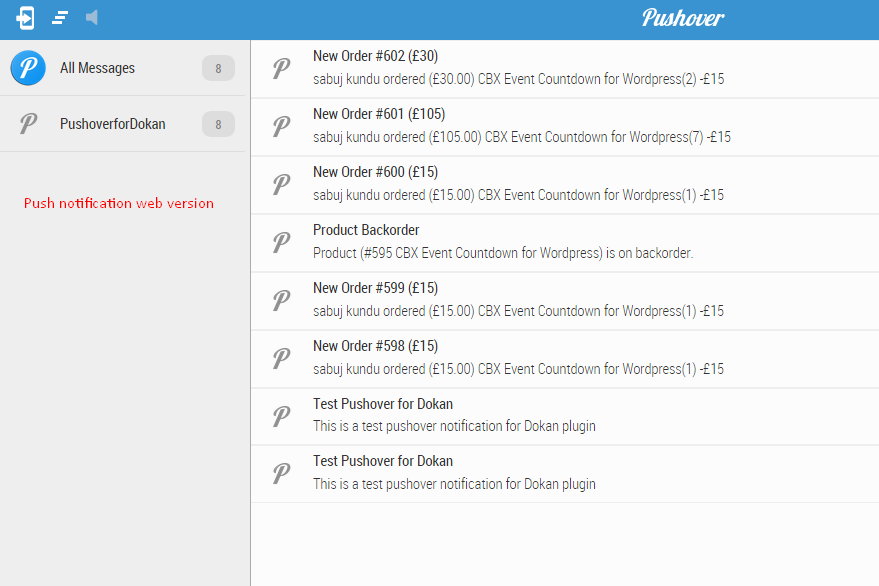 Pushover
All Messages 8
PushoverforDokan 8
Push notification web version
New Order #602 (£30)
sabuj kundu ordered (£30.00) CBX Event Countdown for Wordpress(2) -£15
New Order #601 (£105)
sabuj kundu ordered (£105.00) CBX Event Countdown for Wordpress(7) -£15
New Order #600 (£15)
sabuj kundu ordered (£15.00) CBX Event Countdown for Wordpress(1) -£15
Product Backorder
Product (#595 CBX Event Countdown for Wordpress) is on backorder.
New Order #599 (£15)
sabuj kundu ordered (£15.00) CBX Event Countdown for Wordpress(1) -£15
New Order #598 (£15)
sabuj kundu ordered (£15.00) CBX Event Countdown for Wordpress(1) -£15
Test Pushover for Dokan
This is a test pushover notification for Dokan plugin
Test Pushover for Dokan
This is a test pushover notification for Dokan plugin